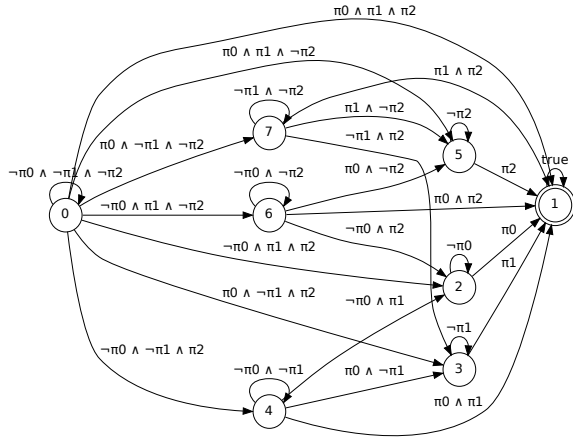 π0 ∧ π1 ∧ π2
π0 ∧ π1 ∧ ¬π2
π1 ∧ π2
¬π1 ∧ ¬π2
π1 ∧ ¬π2
¬π2
7
¬π1 ∧ π2
π0 ∧ ¬π1 ∧ ¬π2
5
true
π2
¬π0 ∧ ¬π1 ∧ ¬π2
¬π0 ∧ ¬π2
π0 ∧ ¬π2
0
¬π0 ∧ π1 ∧ ¬π2
6
π0 ∧ π2
1
¬π0 ∧ π2
π0
¬π0 ∧ π1 ∧ π2
¬π0
π1
2
π0 ∧ ¬π1 ∧ π2
¬π0 ∧ π1
¬π1
¬π0 ∧ ¬π1 ∧ π2
¬π0 ∧ ¬π1
π0 ∧ ¬π1
3
4
π0 ∧ π1